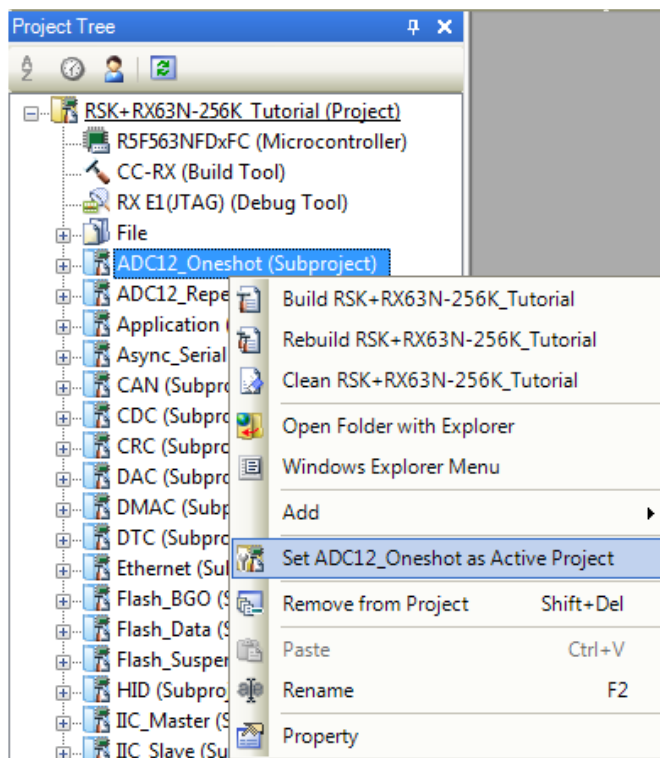 Project Tree
RSK+RX63N-256K_Tutorial (Project)
R5F563NFDxFC (Microcontroller)
CC-RX (Build Tool)
RX E1(JTAG) (Debug Tool)
File
ADC12_Oneshot (Subproject)
ADC12_Repe
Application (
Async_Serial
CAN (Subpro
CDC (Subpro
CRC (Subpro
DAC (Subpro
DMAC (Subp
DTC (Subpro
Ethernet (Sul
Flash_BGO (S
Flash_Data (S
Flash_Suspen
HID (Subproj
IIC_Master (S
IIC_Slave (Su
Build RSK+RX63N-256K_Tutorial
Rebuild RSK+RX63N-256K_Tutorial
Clean RSK+RX63N-256K_Tutorial
Open Folder with Explorer
Windows Explorer Menu
Add
Set ADC12_Oneshot as Active Project
Remove from Project Shift+Del
Paste Ctrl+V
Rename F2
Property